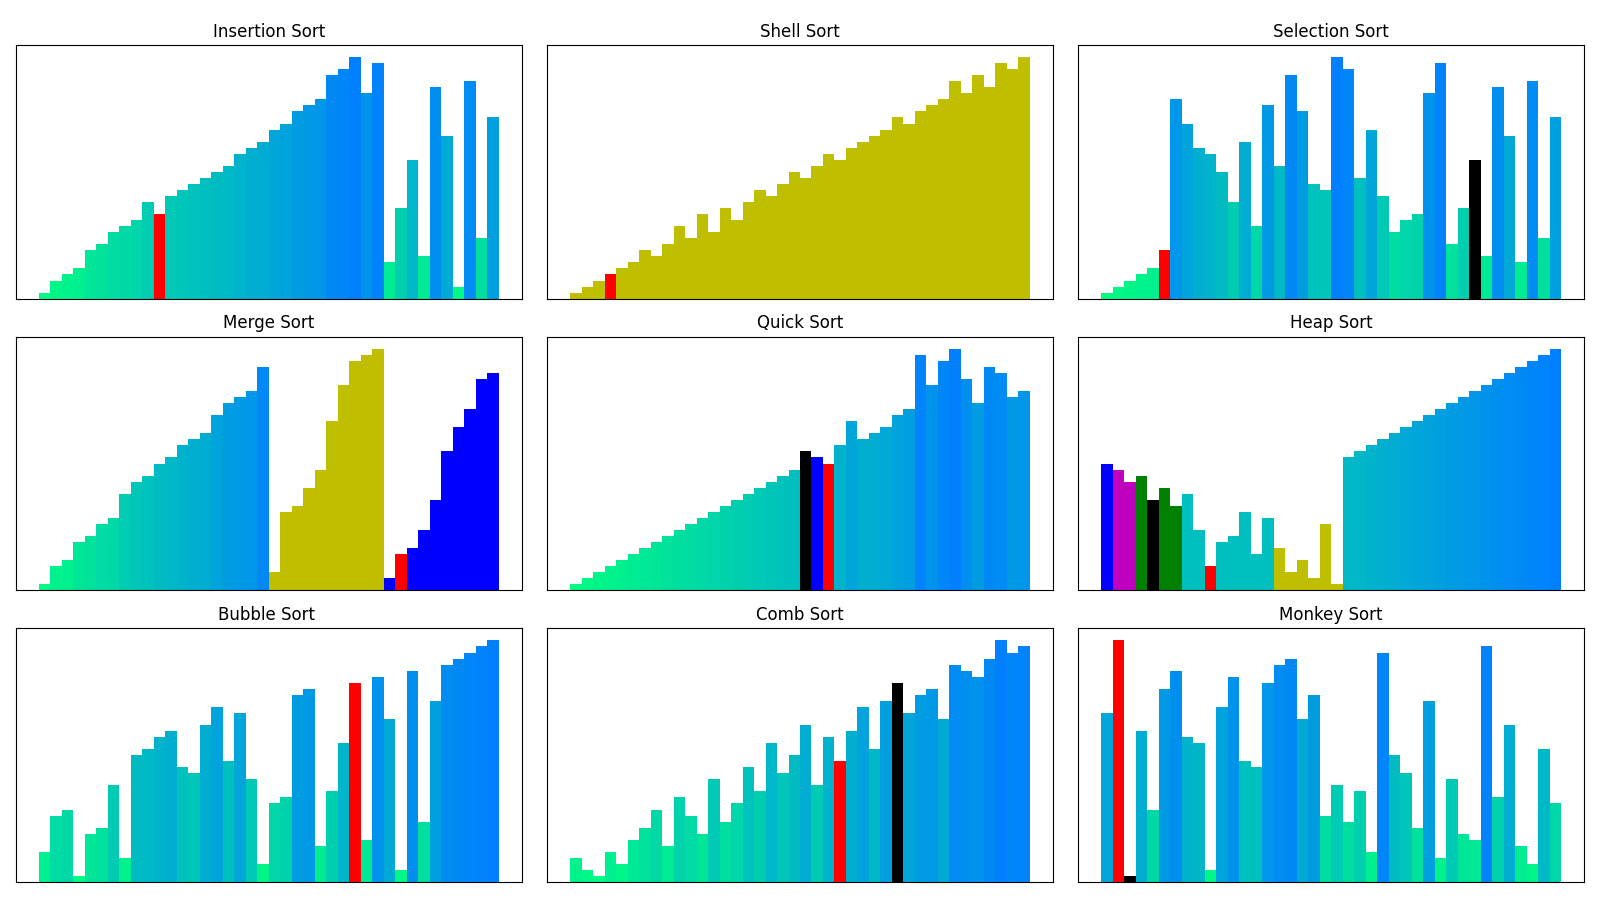 Insertion Sort
Shell Sort
Selection Sort
Merge Sort
Quick Sort
Heap Sort
Bubble Sort
Comb Sort
Monkey Sort